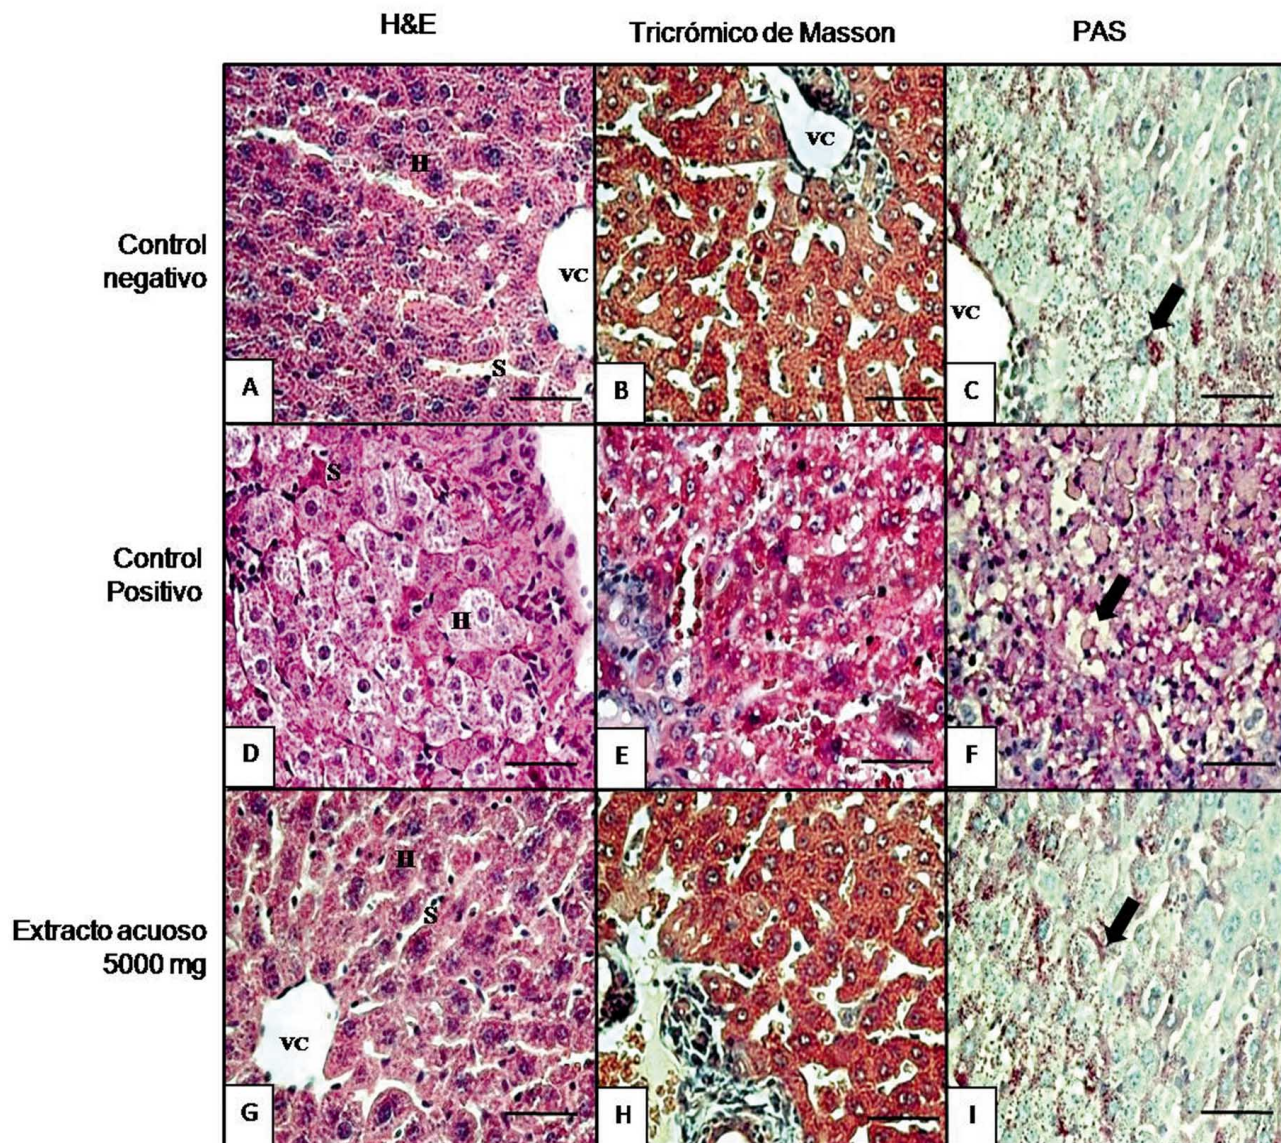 H&E
Tricrómico de Masson
PAS
Control
negativo
H
VC
S
A
VC
B
VC
C
Control
Positivo
S
H
D
E
F
Extracto acuoso
5000 mg
H
S
VC
G
H
I